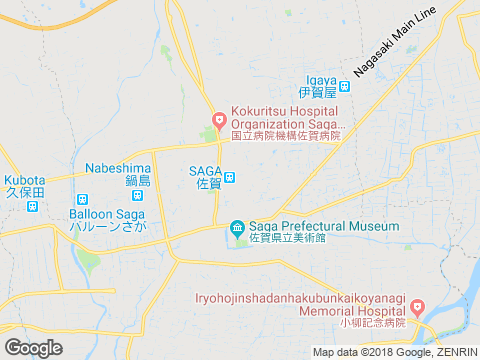 Nagasaki Main Line
Igaya
伊賀屋
Kokuritsu Hospital
Organization Saga...
国立病院機構佐賀病院
Nabeshima
鍋島
SAGA
佐賀
Kubota
久保田
Balloon Saga
バルーンさが
Saga Prefectural Museum
佐賀県立美術館
Iryohojinshadanhakubunkaikoyanagi
Memorial Hospital
小柳記念病院
Google
Map data ©2018 Google, ZENRIN